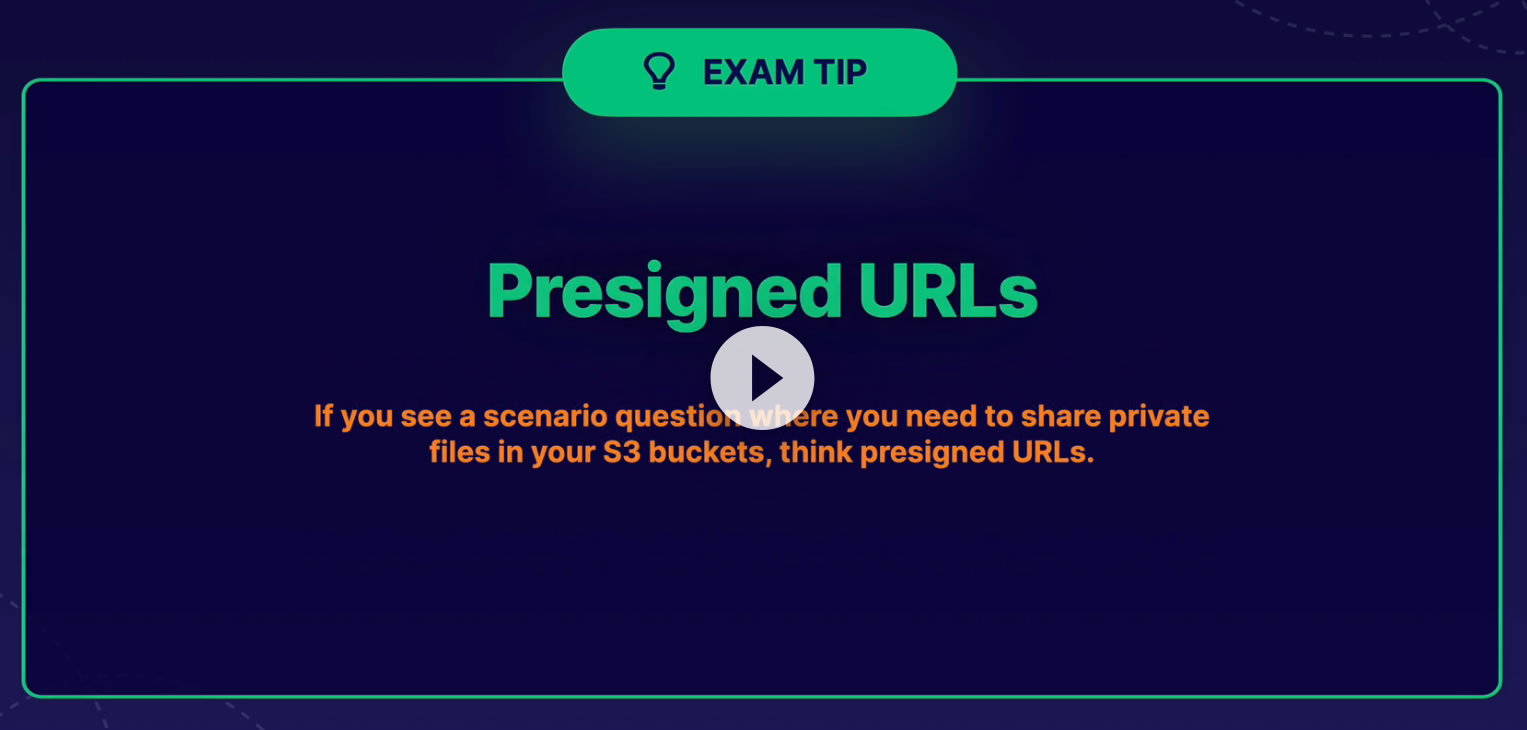 EXAM TIP
Presigned URLs
If you see a scenario question where you need to share private
files in your S3 buckets, think presigned URLs.